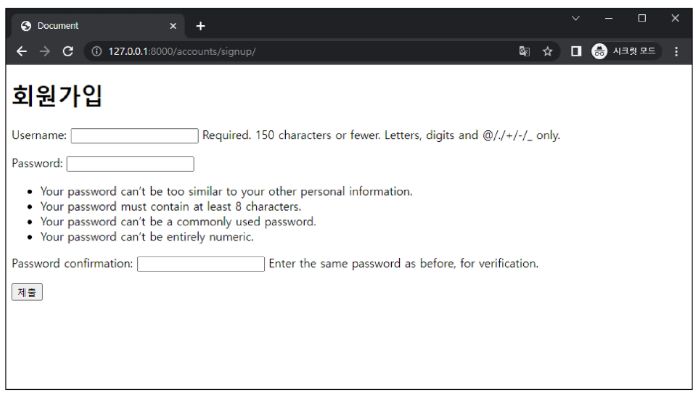 Document
127.0.0.1:8000/accounts/signup/
시크릿 모드
회원가입
Username: Required. 150 characters or fewer. Letters, digits and @/./+/-/_ only.
Password:
Your password can't be too similar to your other personal information.
Your password must contain at least 8 characters.
Your password can't be a commonly used password.
Your password can't be entirely numeric.
Password confirmation: Enter the same password as before, for verification.
제출